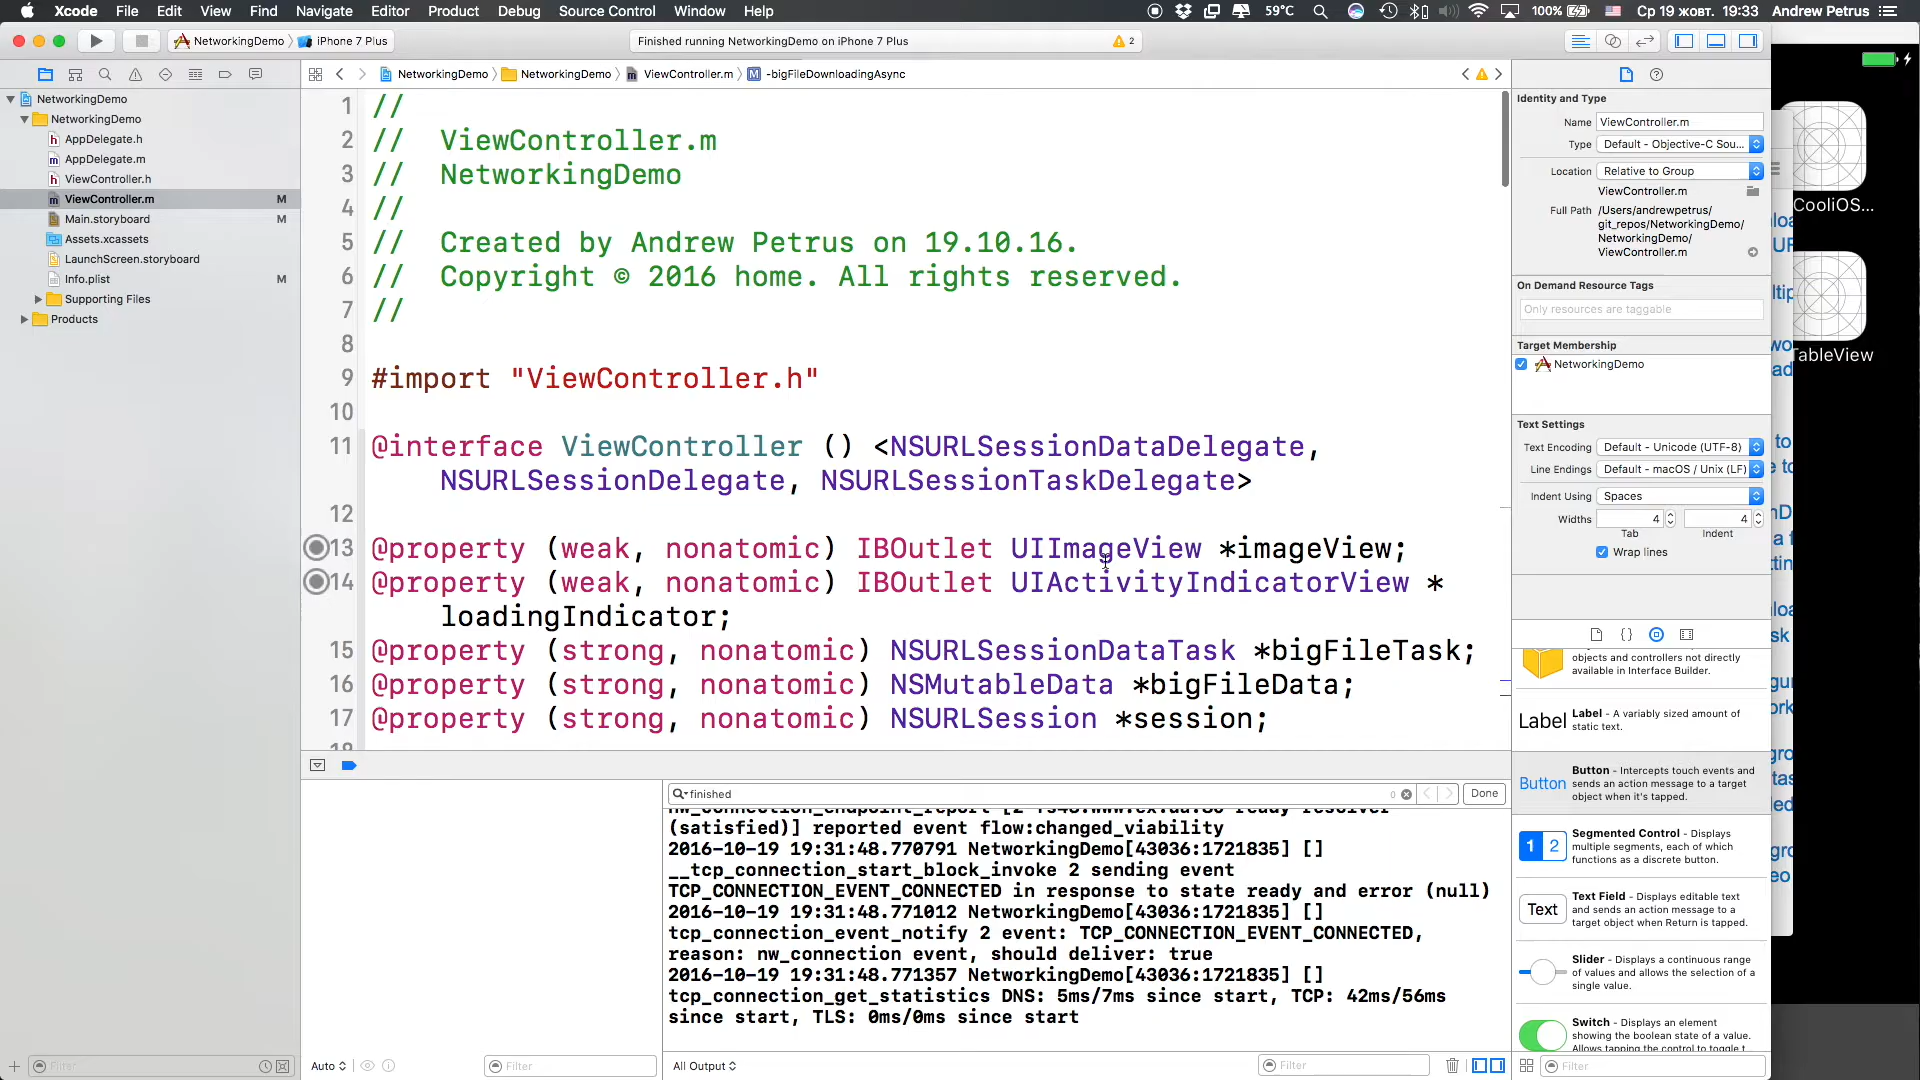 Xcode File Edit View Find Navigate Editor Product Debug Source Control Window Help
59°C 100% Ср 19 жовт. 19:33 Andrew Petrus
NetworkingDemo iPhone 7 Plus
Finished running NetworkingDemo on iPhone 7 Plus 2
NetworkingDemo NetworkingDemo ViewController.m M -bigFileDownloadingAsync
NetworkingDemo
NetworkingDemo
AppDelegate.h
AppDelegate.m
ViewController.h
ViewController.m M
Main.storyboard M
Assets.xcassets
LaunchScreen.storyboard
Info.plist M
Supporting Files
Products
Filter
1 //
2 // ViewController.m
3 // NetworkingDemo
4 //
5 // Created by Andrew Petrus on 19.10.16.
6 // Copyright © 2016 home. All rights reserved.
7 //
8
9 #import "ViewController.h"
10
11 @interface ViewController () <NSURLSessionDataDelegate,
NSURLSessionDelegate, NSURLSessionTaskDelegate>
12
13 @property (weak, nonatomic) IBOutlet UIImageView *imageView;
14 @property (weak, nonatomic) IBOutlet UIActivityIndicatorView *
loadingIndicator;
15 @property (strong, nonatomic) NSURLSessionDataTask *bigFileTask;
16 @property (strong, nonatomic) NSMutableData *bigFileData;
17 @property (strong, nonatomic) NSURLSession *session;
finished 0 Done
(satisfied)] reported event flow:changed_viability
2016-10-19 19:31:48.770791 NetworkingDemo[43036:1721835] []
__tcp_connection_start_block_invoke 2 sending event
TCP_CONNECTION_EVENT_CONNECTED in response to state ready and error (null)
2016-10-19 19:31:48.771012 NetworkingDemo[43036:1721835] []
tcp_connection_event_notify 2 event: TCP_CONNECTION_EVENT_CONNECTED,
reason: nw_connection event, should deliver: true
2016-10-19 19:31:48.771357 NetworkingDemo[43036:1721835] []
tcp_connection_get_statistics DNS: 5ms/7ms since start, TCP: 42ms/56ms
since start, TLS: 0ms/0ms since start
Auto Filter All Output Filter
Identity and Type
Name ViewController.m
Type Default - Objective-C Sou...
Location Relative to Group
ViewController.m
Full Path /Users/andrewpetrus/
git_repos/NetworkingDemo/
NetworkingDemo/
ViewController.m
On Demand Resource Tags
Only resources are taggable
Target Membership
NetworkingDemo
Text Settings
Text Encoding Default - Unicode (UTF-8)
Line Endings Default - macOS / Unix (LF)
Indent Using Spaces
Widths 4 4
Tab Indent
Wrap lines
objects and controllers not directly
available in Interface Builder.
Label Label - A variably sized amount of
static text.
Button Button - Intercepts touch events and
sends an action message to a target
object when it's tapped.
1 2 Segmented Control - Displays
multiple segments, each of which
functions as a discrete button.
Text Text Field - Displays editable text
and sends an action message to a
target object when Return is tapped.
Slider - Displays a continuous range
of values and allows the selection of a
single value.
Switch - Displays an element
showing the boolean state of a value.
Allows tapping the control to toggle t...
Filter
CooliOS...
TableView